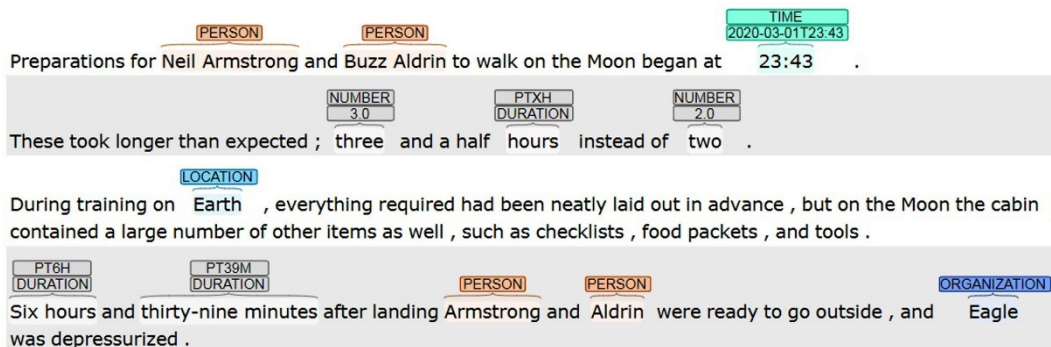 TIME
PERSON PERSON 2020-03-01T23:43
Preparations for Neil Armstrong and Buzz Aldrin to walk on the Moon began at 23:43 .
NUMBER PTXH NUMBER
3.0 DURATION 2.0
These took longer than expected ; three and a half hours instead of two .
LOCATION
During training on Earth , everything required had been neatly laid out in advance , but on the Moon the cabin
contained a large number of other items as well , such as checklists , food packets , and tools .
PT6H PT39M
DURATION DURATION PERSON PERSON ORGANIZATION
Six hours and thirty-nine minutes after landing Armstrong and Aldrin were ready to go outside , and Eagle
was depressurized .